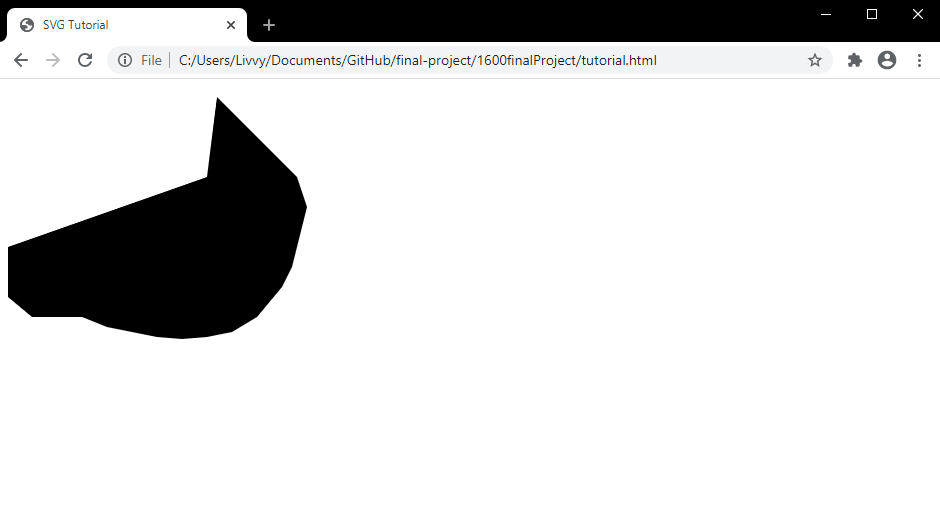 SVG Tutorial
File
C:/Users/Livvy/Documents/GitHub/final-project/1600finalProject/tutorial.html